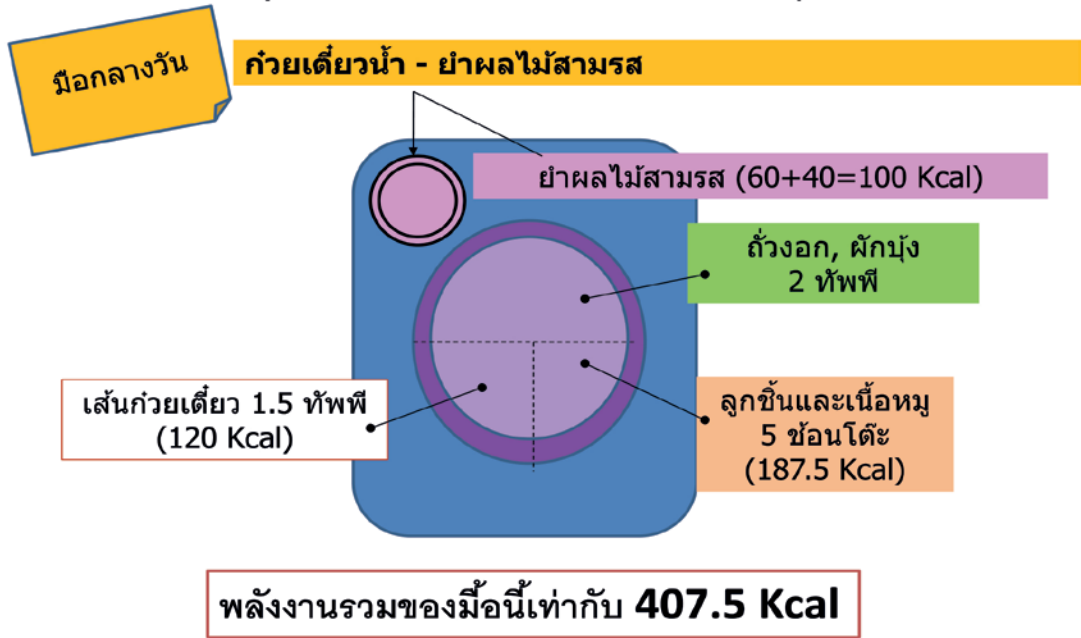 มือกลางวัน
ก๋วยเตี๋ยวน้ำ - ยำผลไม้สามรส
ยำผลไม้สามรส (60+40=100 Kcal)
ถั่วงอก, ผักบุ้ง
2 ทัพพี
เส้นก๋วยเตี๋ยว 1.5 ทัพพี
(120 Kcal)
ลูกชิ้นและเนื้อหมู
5 ช้อนโต๊ะ
(187.5 Kcal)
พลังงานรวมของมื้อนี้เท่ากับ 407.5 Kcal